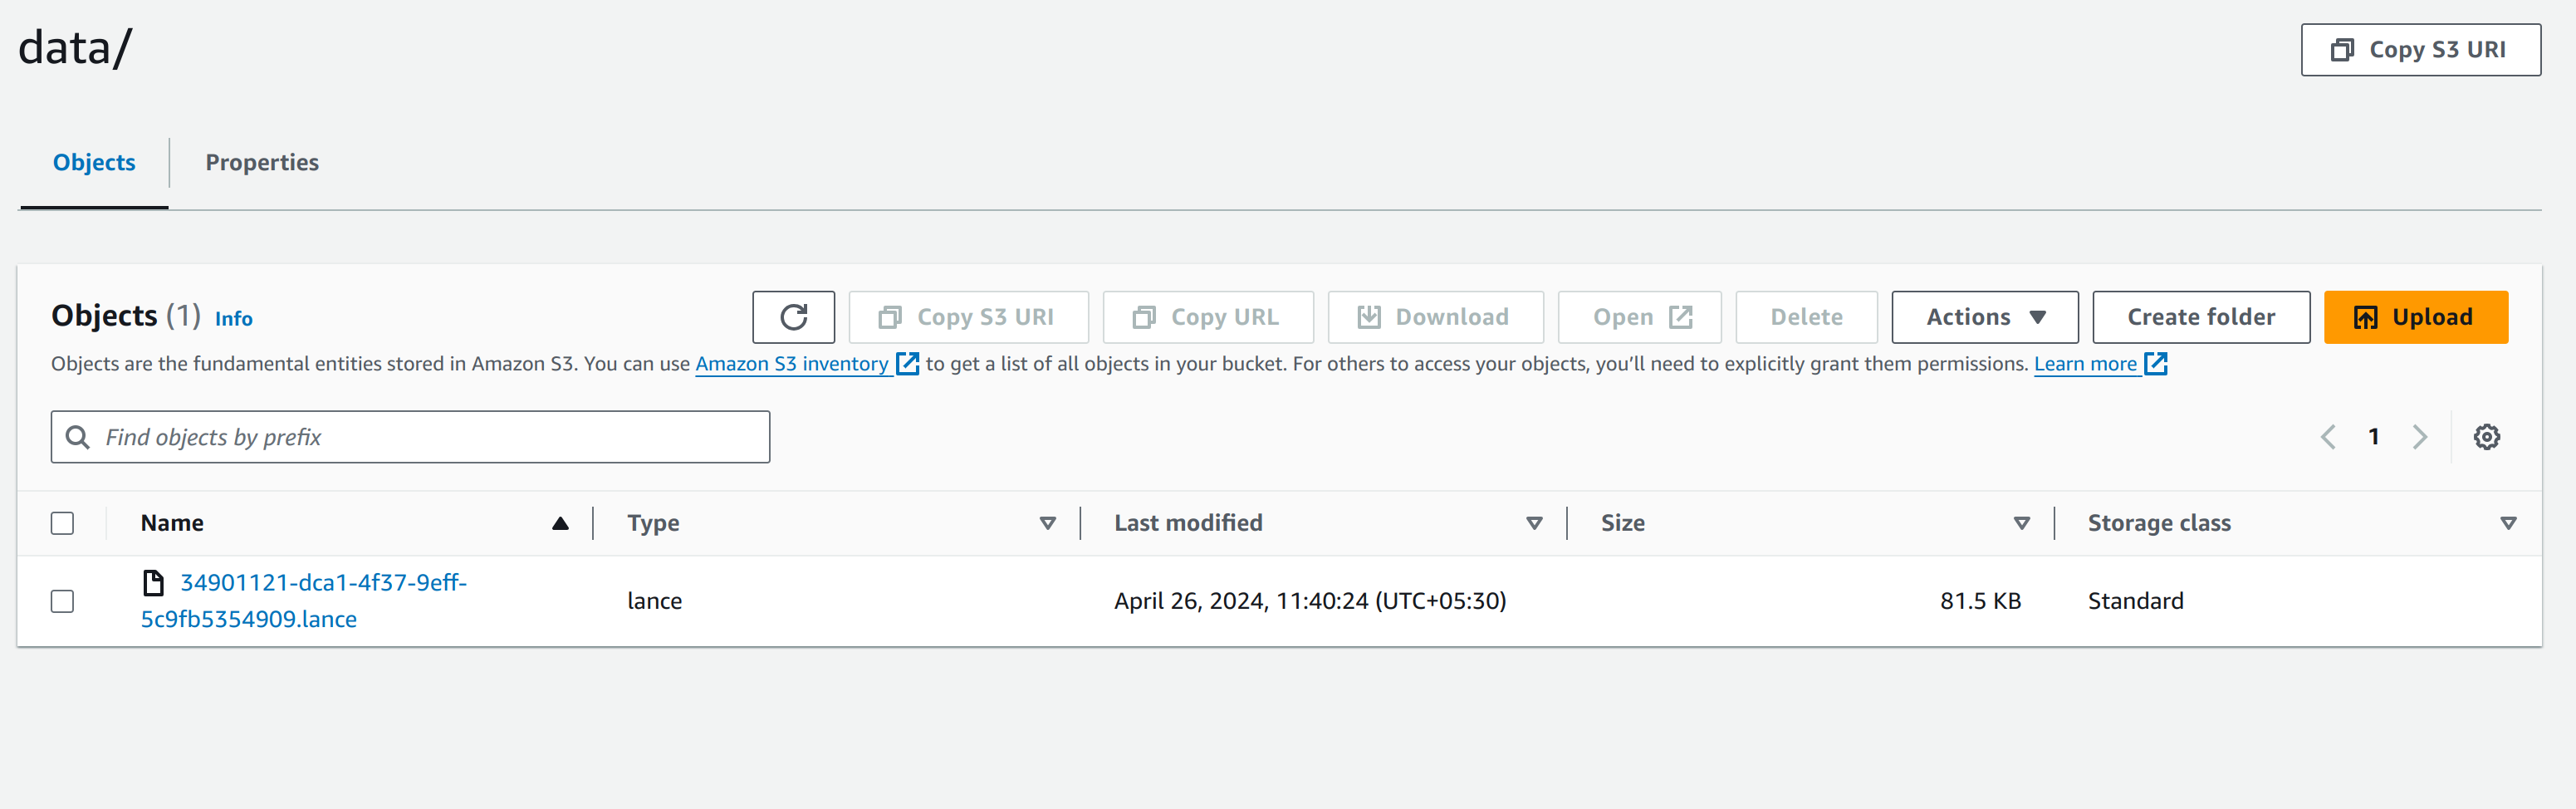 data/
Copy S3 URI
Objects
Properties
Objects (1) Info
Copy S3 URI
Copy URL
Download
Open
Delete
Actions
Create folder
Upload
Objects are the fundamental entities stored in Amazon S3. You can use Amazon S3 inventory to get a list of all objects in your bucket. For others to access your objects, you’ll need to explicitly grant them permissions. Learn more
Find objects by prefix
1
Name
Type
Last modified
Size
Storage class
34901121-dca1-4f37-9eff-
5c9fb5354909.lance
lance
April 26, 2024, 11:40:24 (UTC+05:30)
81.5 KB
Standard